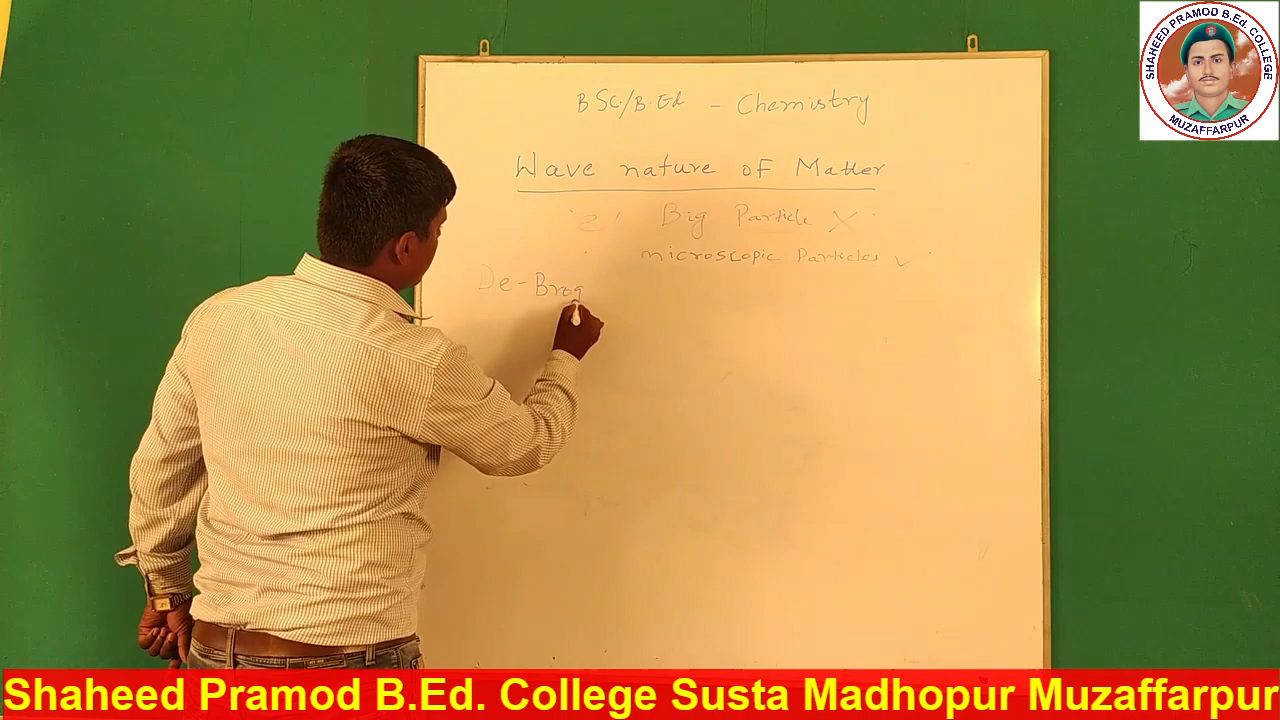 SHAHEED PRAMOD B.Ed. COLLEGE
MUZAFFARPUR
B SC./B.Ed - Chemistry
Wave nature of Matter
'e' Big Particle X
microscopic Particles ✓
De-Brog
Shaheed Pramod B.Ed. College Susta Madhopur Muzaffarpur